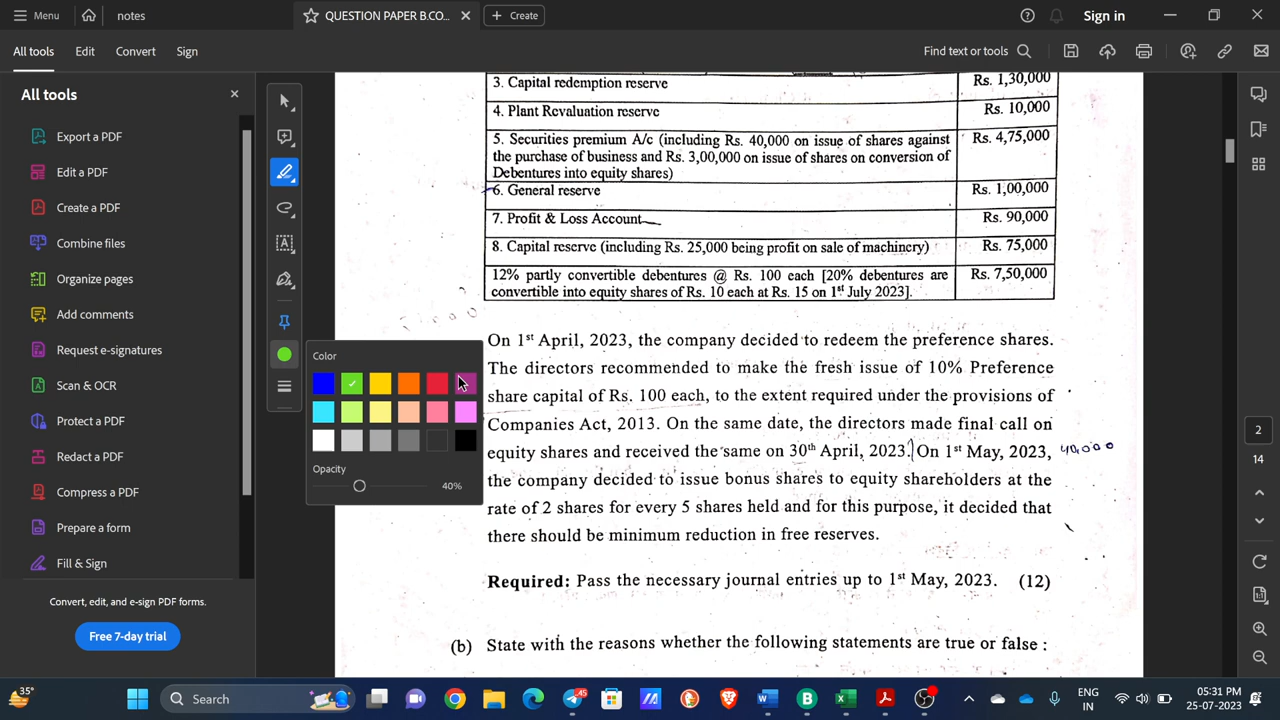 Menu
notes
QUESTION PAPER B.CO...
Create
Sign in
All tools
Edit
Convert
Sign
Find text or tools
All tools
Export a PDF
Edit a PDF
Create a PDF
Combine files
Organize pages
Add comments
Request e-signatures
Scan & OCR
Protect a PDF
Redact a PDF
Compress a PDF
Prepare a form
Fill & Sign
Convert, edit, and e-sign PDF forms.
Free 7-day trial
Color
Opacity
40%
3. Capital redemption reserve Rs. 1,30,000
4. Plant Revaluation reserve Rs. 10,000
5. Securities premium A/c (including Rs. 40,000 on issue of shares against Rs. 4,75,000
the purchase of business and Rs. 3,00,000 on issue of shares on conversion of
Debentures into equity shares)
6. General reserve Rs. 1,00,000
7. Profit & Loss Account Rs. 90,000
8. Capital reserve (including Rs. 25,000 being profit on sale of machinery) Rs. 75,000
12% partly convertible debentures @ Rs. 100 each [20% debentures are Rs. 7,50,000
convertible into equity shares of Rs. 10 each at Rs. 15 on 1st July 2023].
On 1st April, 2023, the company decided to redeem the preference shares.
The directors recommended to make the fresh issue of 10% Preference
share capital of Rs. 100 each, to the extent required under the provisions of
Companies Act, 2013. On the same date, the directors made final call on
equity shares and received the same on 30th April, 2023. On 1st May, 2023, 40,000
the company decided to issue bonus shares to equity shareholders at the
rate of 2 shares for every 5 shares held and for this purpose, it decided that
there should be minimum reduction in free reserves.
Required: Pass the necessary journal entries up to 1st May, 2023. (12)
(b) State with the reasons whether the following statements are true or false :
2
14
35°
Search
45
ENG
IN
05:31 PM
25-07-2023